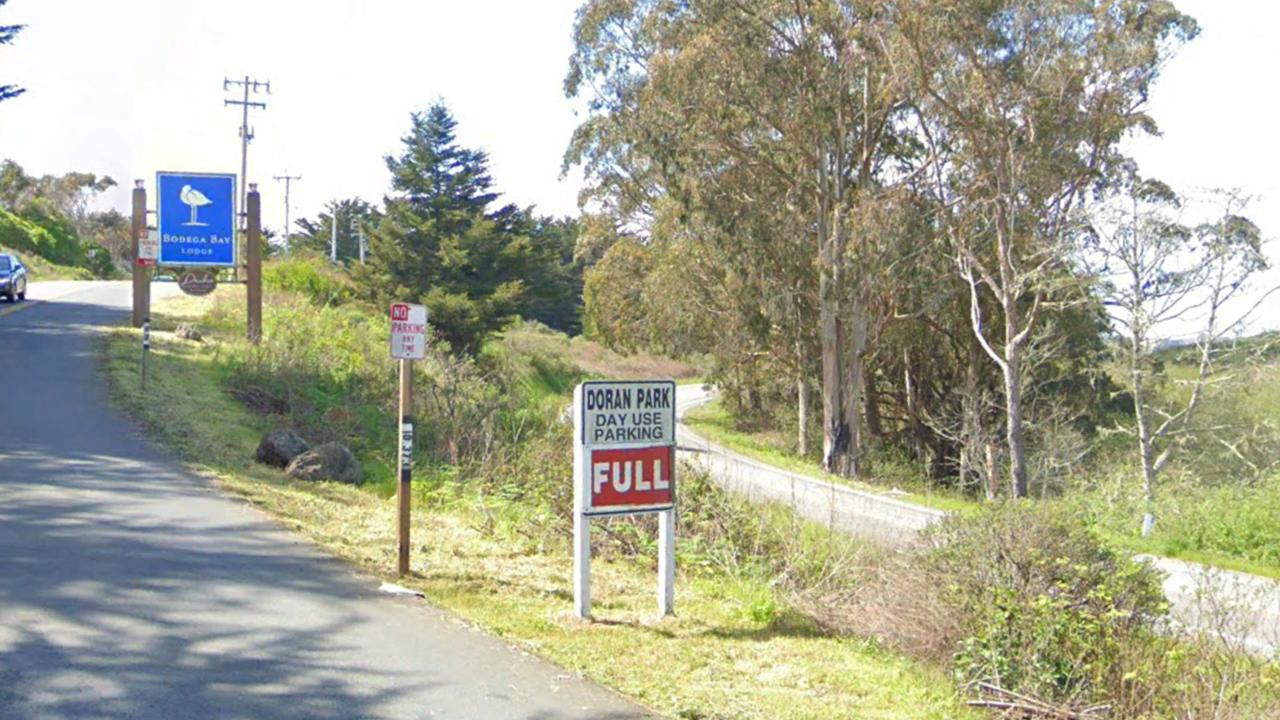 BODEGA BAY
LODGE
NO
PARKING
ANY
TIME
DORAN PARK
DAY USE
PARKING
FULL